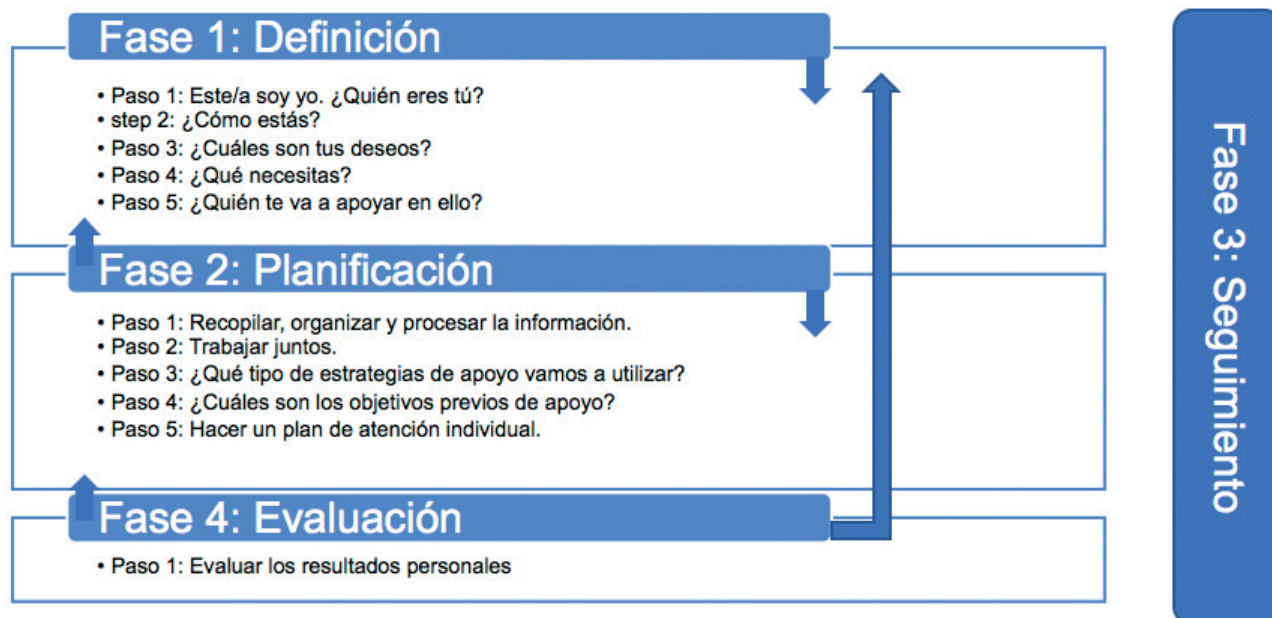 Fase 1: Definición
• Paso 1: Este/a soy yo. ¿Quién eres tú?
• step 2: ¿Cómo estás?
• Paso 3: ¿Cuáles son tus deseos?
• Paso 4: ¿Qué necesitas?
• Paso 5: ¿Quién te va a apoyar en ello?
Fase 2: Planificación
• Paso 1: Recopilar, organizar y procesar la información.
• Paso 2: Trabajar juntos.
• Paso 3: ¿Qué tipo de estrategias de apoyo vamos a utilizar?
• Paso 4: ¿Cuáles son los objetivos previos de apoyo?
• Paso 5: Hacer un plan de atención individual.
Fase 4: Evaluación
• Paso 1: Evaluar los resultados personales
Fase 3: Seguimiento